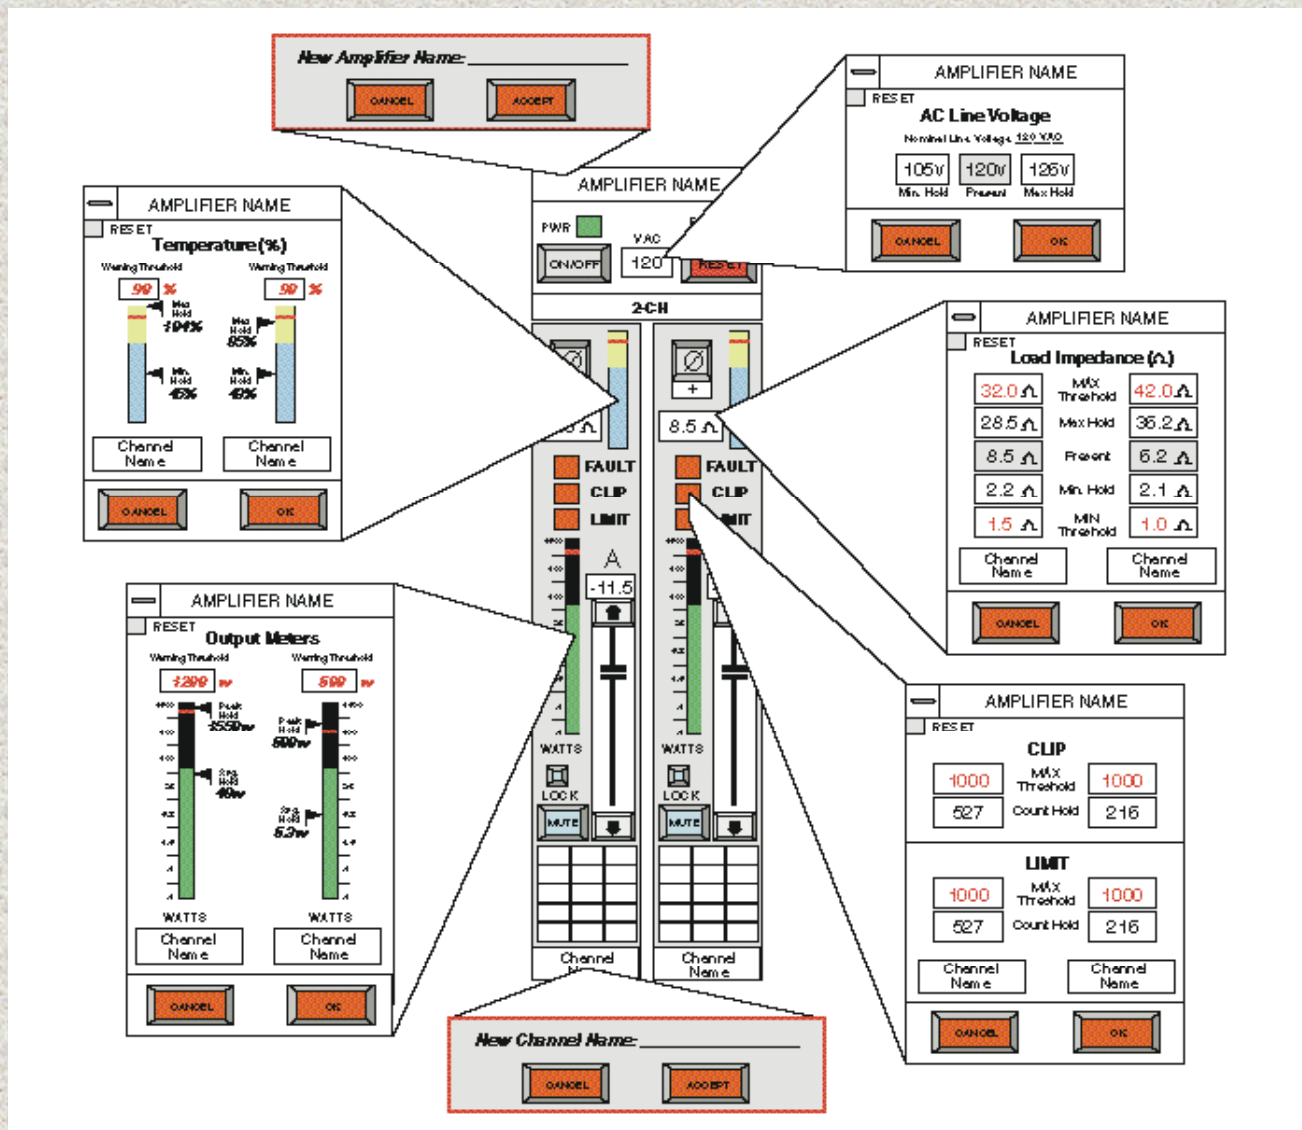 New Amplifier Name:
CANCEL
ACCEPT
AMPLIFIER NAME
RESET
AC Line Voltage
Nominal Line Voltage 120 VAC
105v 120v 126v
Min. Hold Present Max Hold
CANCEL OK
AMPLIFIER NAME
PWR
VAC
ON/OFF 120 RESET
2-CH
AMPLIFIER NAME
RESET
Temperature (%)
Warning Threshold Warning Threshold
99 % 99 %
Max Hold 104%
Max Hold 85%
Min. Hold 45%
Min. Hold 49%
Channel Name
Channel Name
CANCEL OK
+
8.5 Ω
FAULT FAULT
CLIP CLIP
LIMIT
A
-11.5
WATTS WATTS
LOCK LOCK
MUTE MUTE
Channel
Channel
Name
AMPLIFIER NAME
RESET
Load Impedance (Ω)
32.0 Ω MAX Threshold 42.0 Ω
28.5 Ω Max Hold 36.2 Ω
8.5 Ω Present 6.2 Ω
2.2 Ω Min. Hold 2.1 Ω
1.5 Ω MIN Threshold 1.0 Ω
Channel Name
Channel Name
CANCEL OK
AMPLIFIER NAME
RESET
Output Meters
Warning Threshold Warning Threshold
1200 w 500 w
Peak Hold 1550w
Peak Hold
Hold
Hold 5.2w
WATTS WATTS
Channel Name
Channel Name
CANCEL OK
AMPLIFIER NAME
RESET
CLIP
1000 MAX Threshold 1000
527 Count Hold 216
LIMIT
1000 MAX Threshold 1000
527 Count Hold 216
Channel Name
Channel Name
CANCEL OK
New Channel Name:
CANCEL
ACCEPT